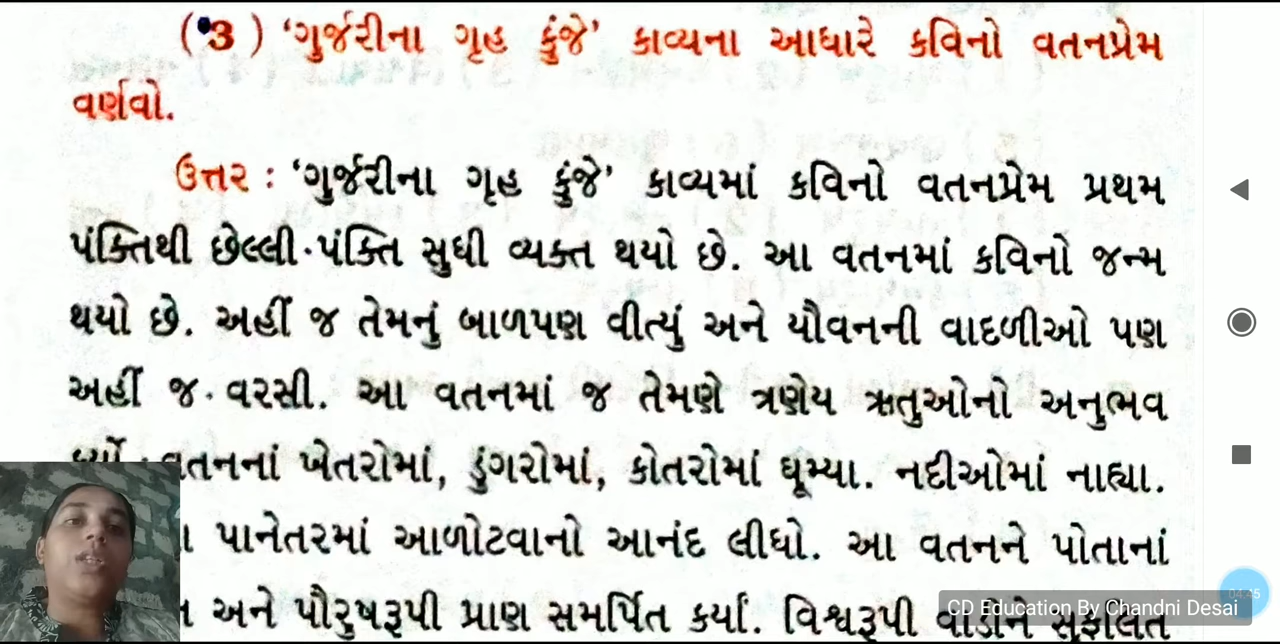 (3) ‘ગુર્જરીના ગૃહ કુંજે’ કાવ્યના આધારે કવિનો વતનપ્રેમ
વર્ણવો.
ઉત્તર : ‘ગુર્જરીના ગૃહ કુંજે’ કાવ્યમાં કવિનો વતનપ્રેમ પ્રથમ
પંક્તિથી છેલ્લી પંક્તિ સુધી વ્યક્ત થયો છે. આ વતનમાં કવિનો જન્મ
થયો છે. અહીં જ તેમનું બાળપણ વીત્યું અને યૌવનની વાદળીઓ પણ
અહીં જ વરસી. આ વતનમાં જ તેમણે ત્રણેય ઋતુઓનો અનુભવ
વતનનાં ખેતરોમાં, ડુંગરોમાં, કોતરોમાં ઘૂમ્યા. નદીઓમાં નાહ્યા.
પાનેતરમાં આળોટવાનો આનંદ લીધો. આ વતનને પોતાનાં
અને પૌરુષરૂપી પ્રાણ સમર્પિત કર્યાં. વિશ્વરૂપી વાડીને સુફલિત
04:45
CD Education By Chandni Desai